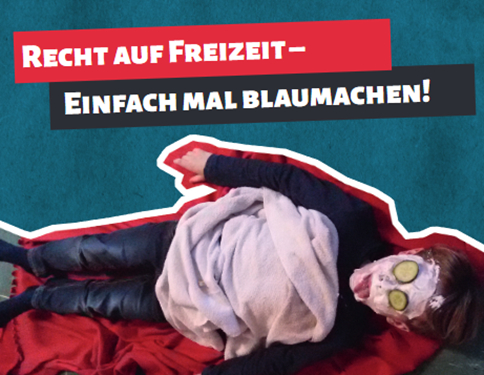 Recht auf Freizeit –
Einfach mal blaumachen!